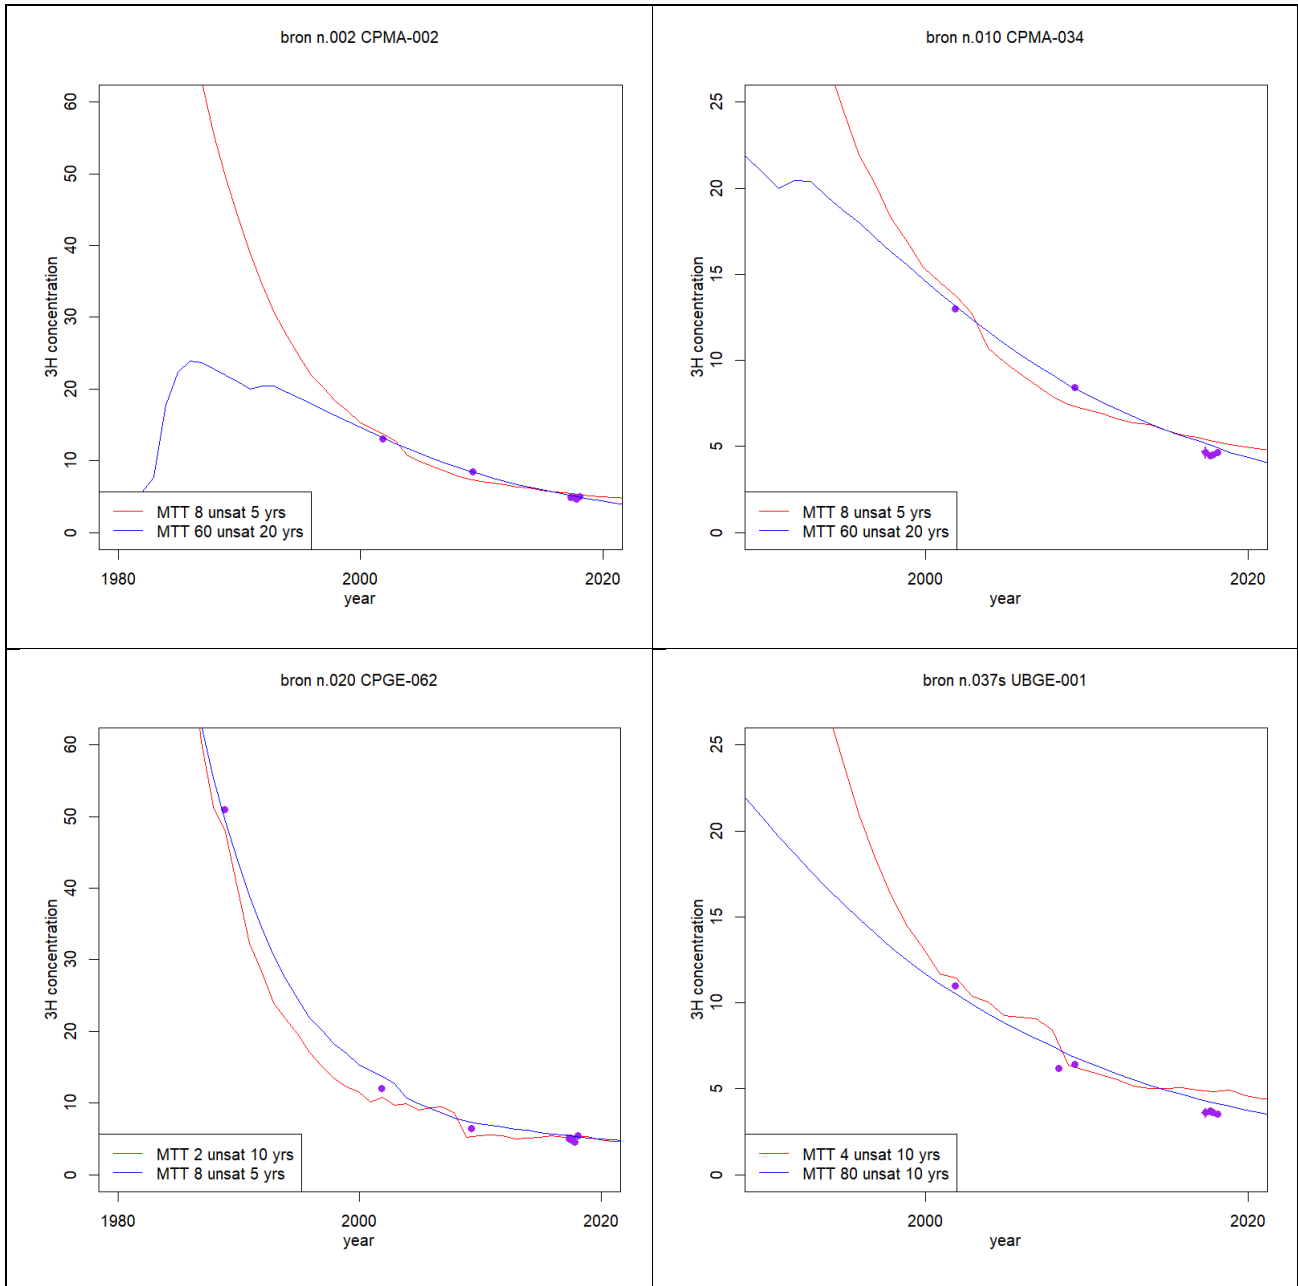 bron n.002 CPMA-002
60
50
40
30
20
10
0
3H concentration
MTT 8 unsat 5 yrs
MTT 60 unsat 20 yrs
1980
2000
2020
year
bron n.010 CPMA-034
25
20
15
10
5
0
3H concentration
MTT 8 unsat 5 yrs
MTT 60 unsat 20 yrs
2000
2020
year
bron n.020 CPGE-062
60
50
40
30
20
10
0
3H concentration
MTT 2 unsat 10 yrs
MTT 8 unsat 5 yrs
1980
2000
2020
year
bron n.037s UBGE-001
25
20
15
10
5
0
3H concentration
MTT 4 unsat 10 yrs
MTT 80 unsat 10 yrs
2000
2020
year